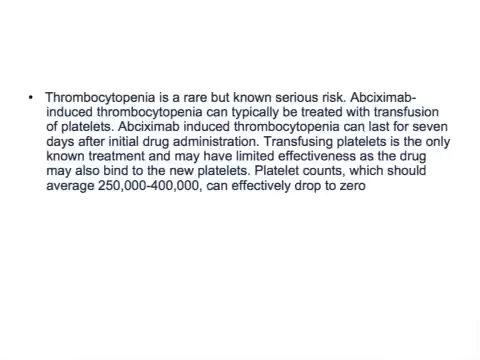 • Thrombocytopenia is a rare but known serious risk. Abciximab-
induced thrombocytopenia can typically be treated with transfusion
of platelets. Abciximab induced thrombocytopenia can last for seven
days after initial drug administration. Transfusing platelets is the only
known treatment and may have limited effectiveness as the drug
may also bind to the new platelets. Platelet counts, which should
average 250,000-400,000, can effectively drop to zero